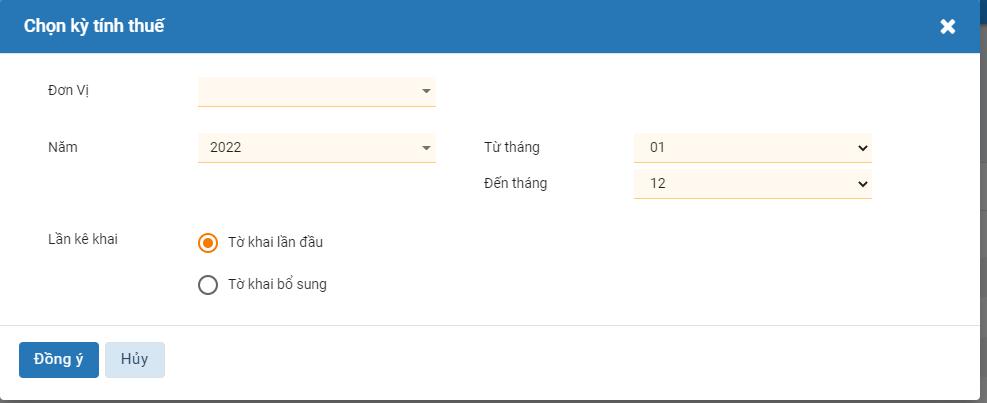 Chọn kỳ tính thuế
Đơn Vị
Năm 2022 Từ tháng 01
Đến tháng 12
Lần kê khai
Tờ khai lần đầu
Tờ khai bổ sung
Đồng ý Hủy